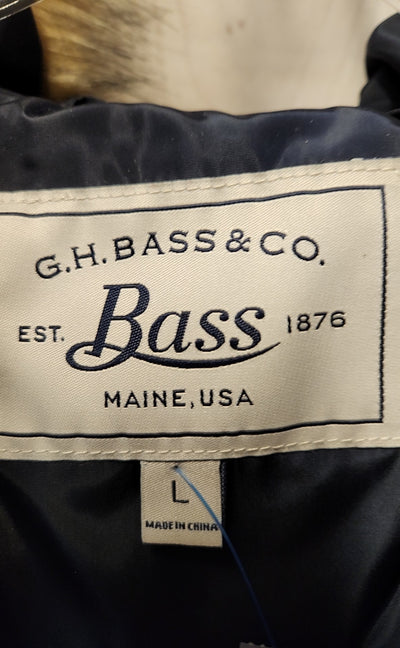 G.H. BASS & CO.
EST. Bass 1876
MAINE, USA
L
MADE IN CHINA